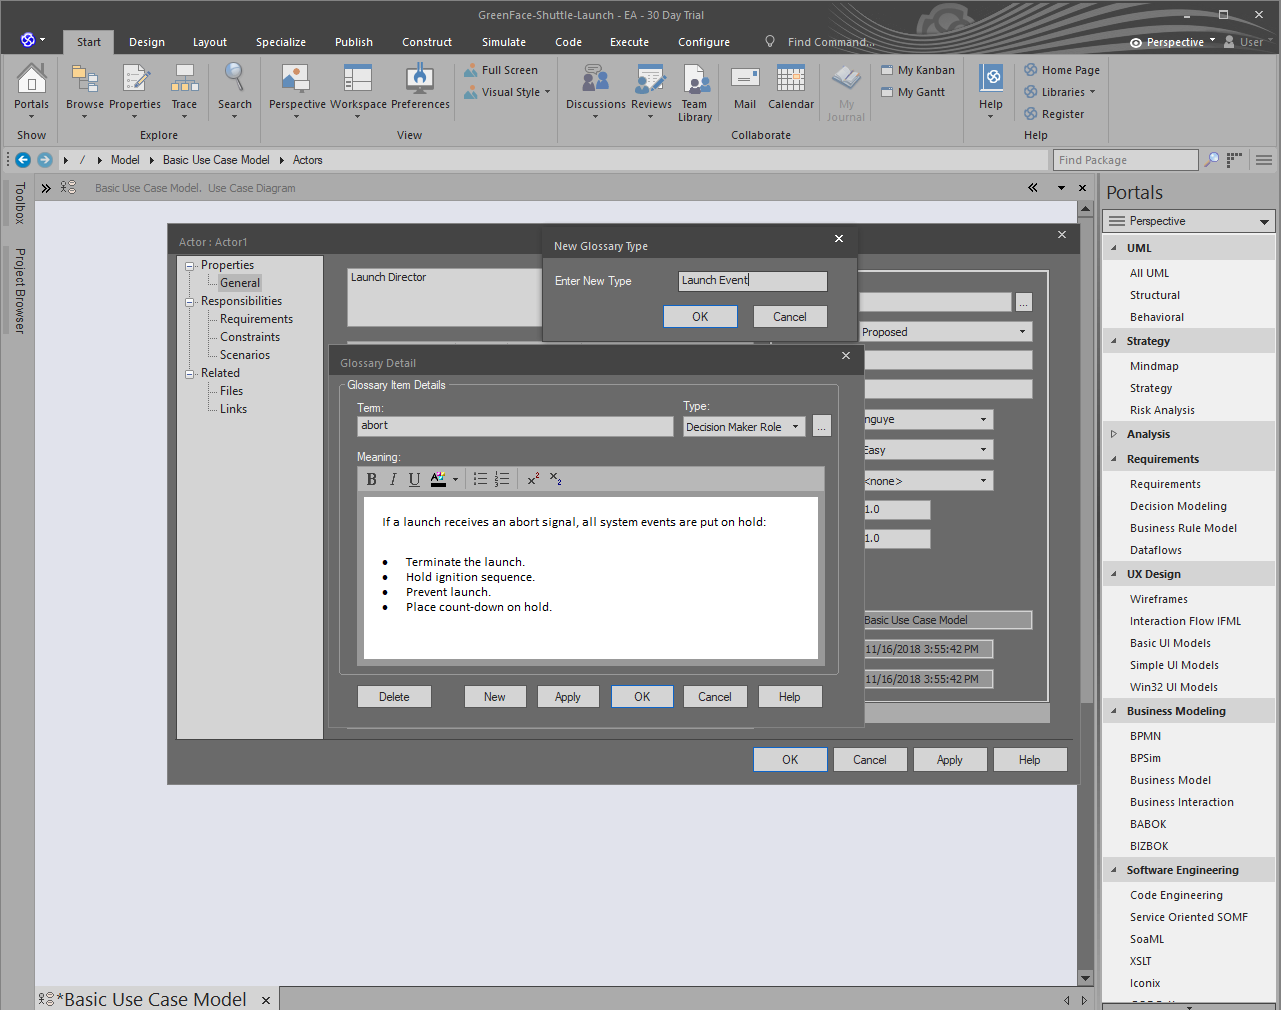 GreenFace-Shuttle-Launch - EA - 30 Day Trial
Start Design Layout Specialize Publish Construct Simulate Code Execute Configure Find Command... Perspective User
Portals Browse Properties Trace Search Perspective Workspace Preferences Full Screen Visual Style Discussions Reviews Team Library Mail Calendar My Journal My Kanban My Gantt Help Home Page Libraries Register
Show Explore View Collaborate Help
/ Model Basic Use Case Model Actors Find Package
Toolbox
Project Browser
Basic Use Case Model. Use Case Diagram
Actor : Actor1
Properties
General
Responsibilities
Requirements
Constraints
Scenarios
Related
Files
Links
Launch Director
New Glossary Type
Enter New Type Launch Event
OK Cancel
...
Proposed
nguye
Easy
<none>
1.0
1.0
Basic Use Case Model
11/16/2018 3:55:42 PM
11/16/2018 3:55:42 PM
Glossary Detail
Glossary Item Details
Term: Type:
abort Decision Maker Role ...
Meaning:
B I U A x² x₂
If a launch receives an abort signal, all system events are put on hold:
• Terminate the launch.
• Hold ignition sequence.
• Prevent launch.
• Place count-down on hold.
Delete New Apply OK Cancel Help
OK Cancel Apply Help
*Basic Use Case Model
Portals
Perspective
UML
All UML
Structural
Behavioral
Strategy
Mindmap
Strategy
Risk Analysis
Analysis
Requirements
Requirements
Decision Modeling
Business Rule Model
Dataflows
UX Design
Wireframes
Interaction Flow IFML
Basic UI Models
Simple UI Models
Win32 UI Models
Business Modeling
BPMN
BPSim
Business Model
Business Interaction
BABOK
BIZBOK
Software Engineering
Code Engineering
Service Oriented SOMF
SoaML
XSLT
Iconix